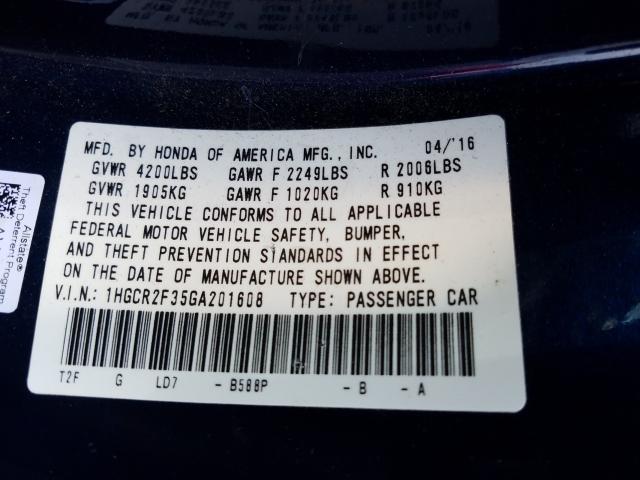 MFD. BY HONDA OF AMERICA MFG., INC. 04/'16
GVWR 4200LBS GAWR F 2249LBS R 2006LBS
GVWR 1905KG GAWR F 1020KG R 910KG
THIS VEHICLE CONFORMS TO ALL APPLICABLE
FEDERAL MOTOR VEHICLE SAFETY, BUMPER,
AND THEFT PREVENTION STANDARDS IN EFFECT
ON THE DATE OF MANUFACTURE SHOWN ABOVE.
V.I.N.: 1HGCR2F35GA201608 TYPE: PASSENGER CAR
T2F G LD7 - B588P - B - A
Allstate®
Theft Deterrent Program